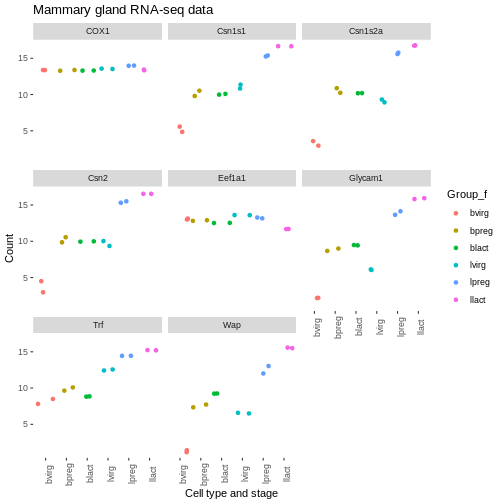 Mammary gland RNA-seq data
COX1
Csn1s1
Csn1s2a
15
10
5
Csn2
Eef1a1
Glycam1
15
10
5
Trf
Wap
15
10
5
bvirg
bpreg
blact
lvirg
lpreg
llact
bvirg
bpreg
blact
lvirg
lpreg
llact
bvirg
bpreg
blact
lvirg
lpreg
llact
Count
Cell type and stage
Group_f
bvirg
bpreg
blact
lvirg
lpreg
llact